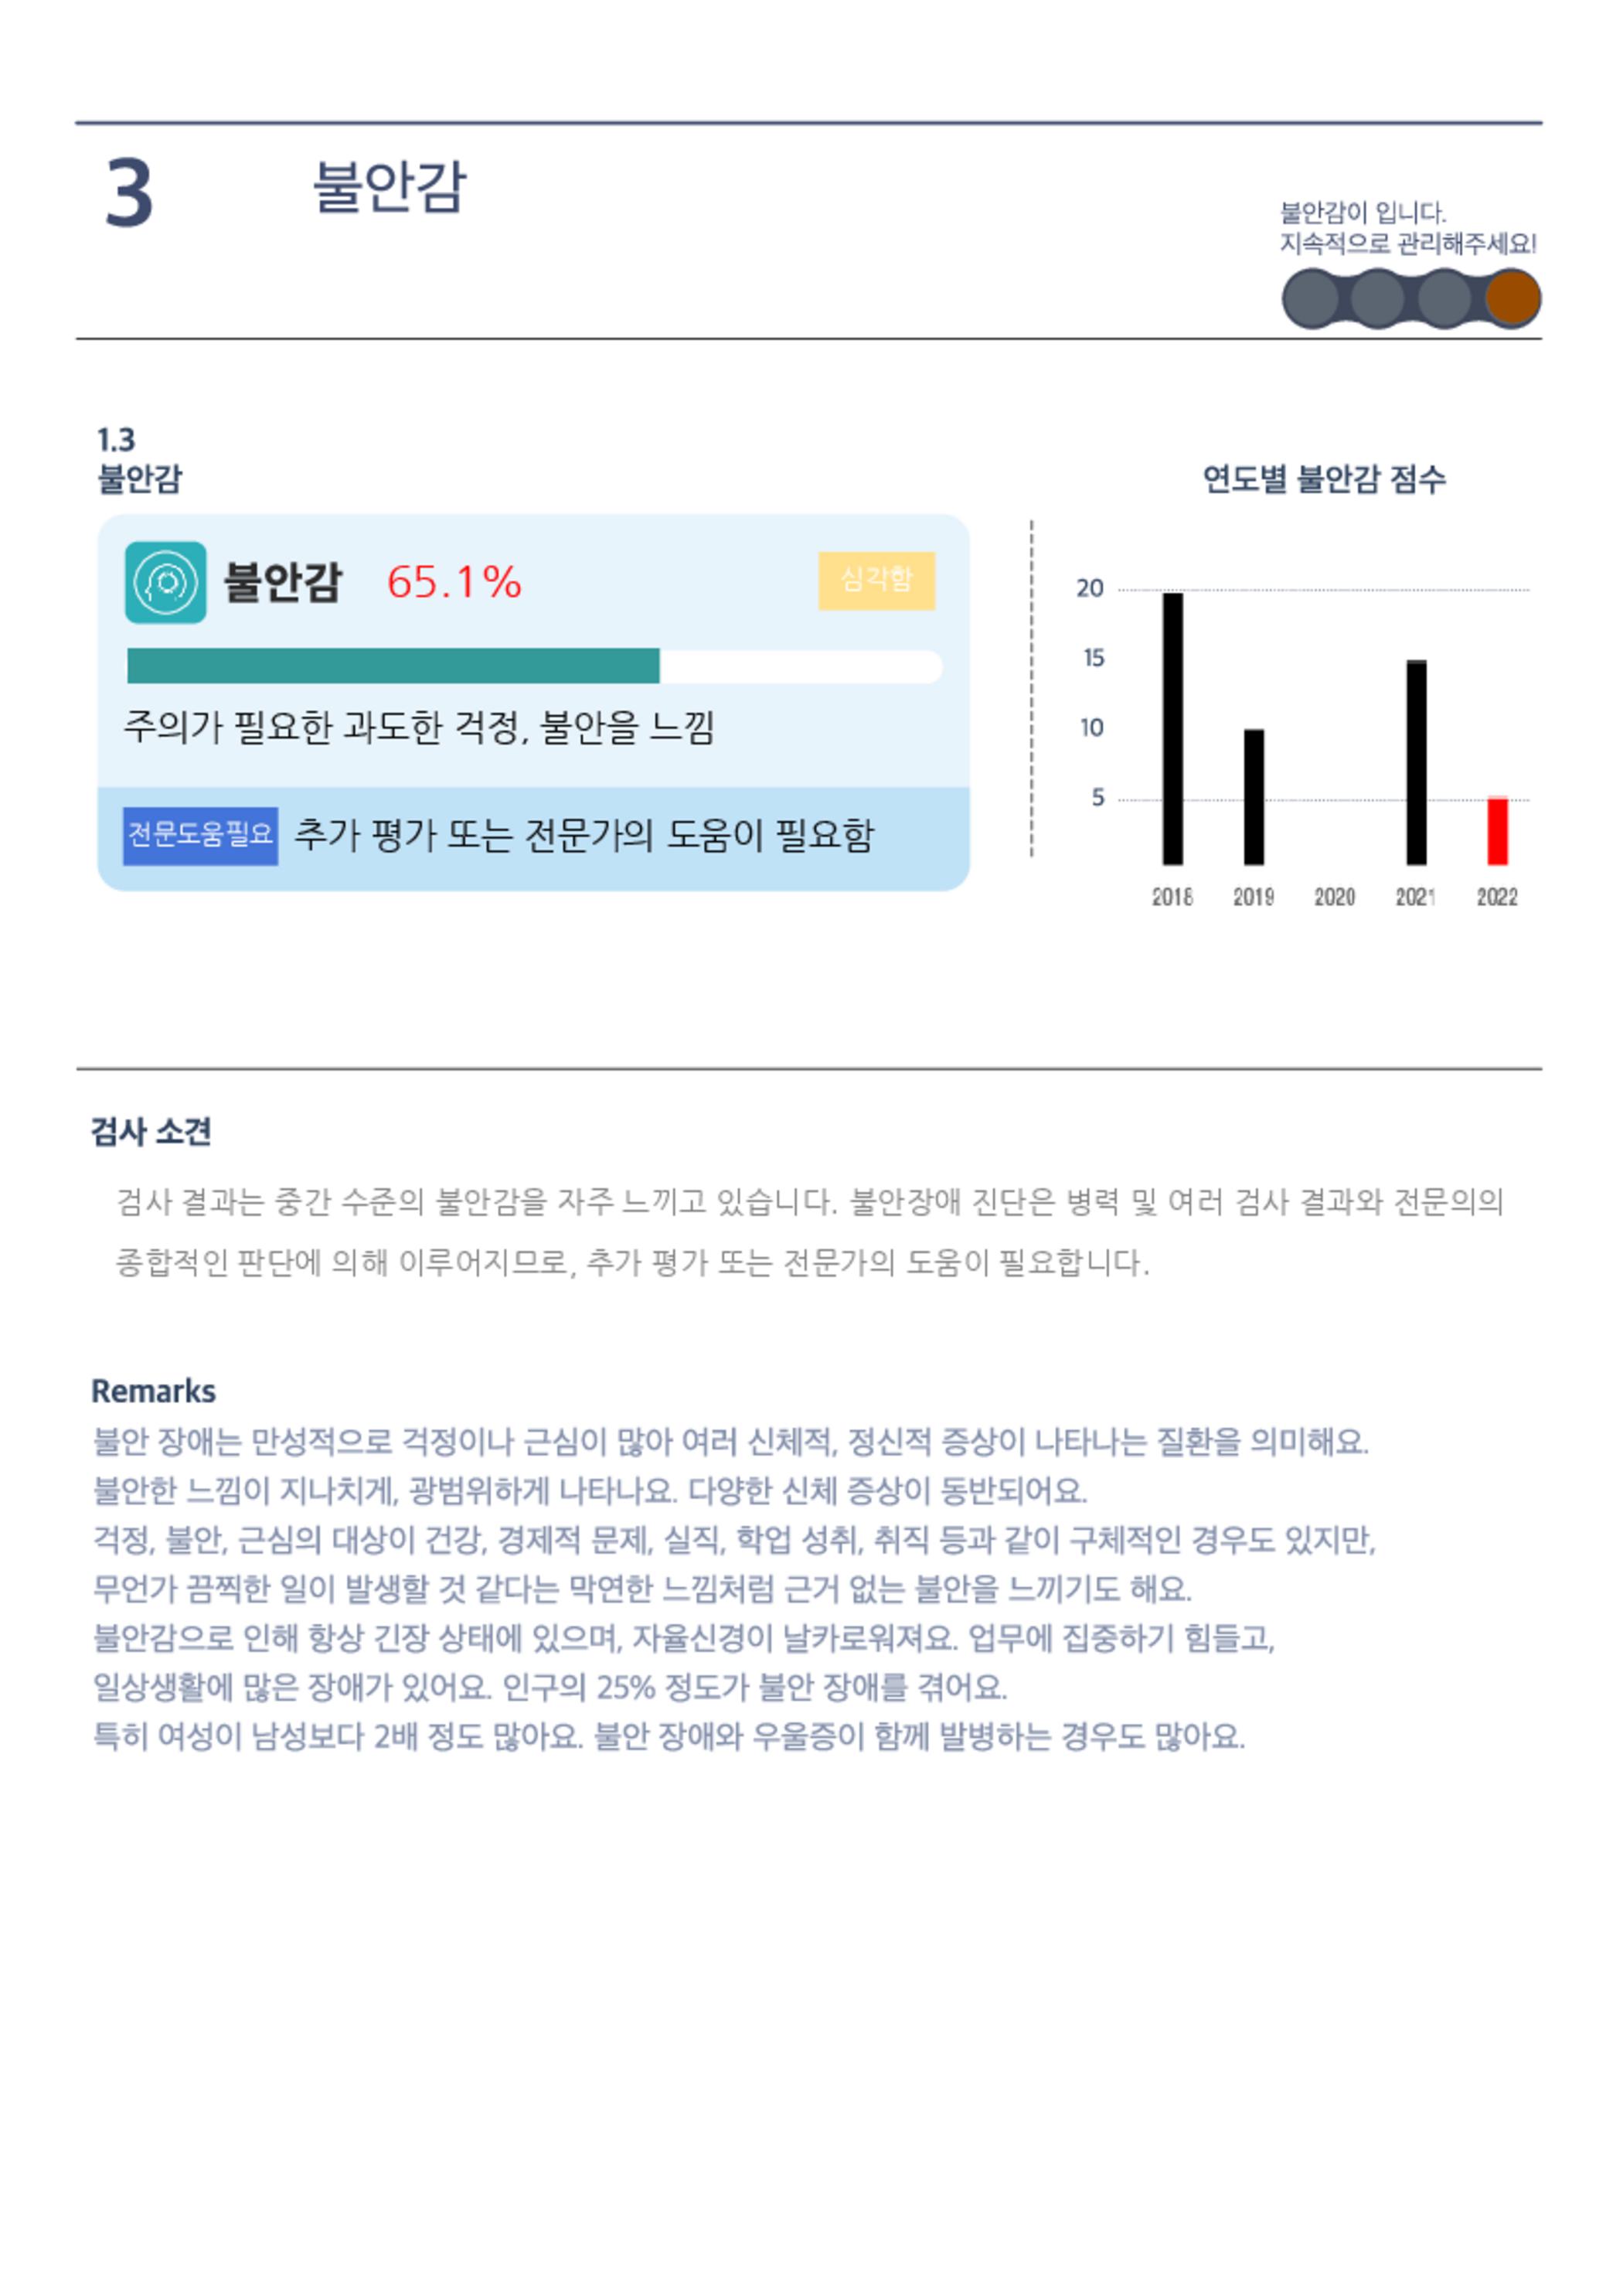 3
불안감
불안감이 입니다.
지속적으로 관리해주세요!
1.3
불안감
불안감 65.1% 심각함
주의가 필요한 과도한 걱정, 불안을 느낌
전문도움필요 추가 평가 또는 전문가의 도움이 필요함
연도별 불안감 점수
20
15
10
5
2018 2019 2020 2021 2022
검사 소견
검사 결과는 중간 수준의 불안감을 자주 느끼고 있습니다. 불안장애 진단은 병력 및 여러 검사 결과와 전문의의
종합적인 판단에 의해 이루어지므로, 추가 평가 또는 전문가의 도움이 필요합니다.
Remarks
불안 장애는 만성적으로 걱정이나 근심이 많아 여러 신체적, 정신적 증상이 나타나는 질환을 의미해요.
불안한 느낌이 지나치게, 광범위하게 나타나요. 다양한 신체 증상이 동반되어요.
걱정, 불안, 근심의 대상이 건강, 경제적 문제, 실직, 학업 성취, 취직 등과 같이 구체적인 경우도 있지만,
무언가 끔찍한 일이 발생할 것 같다는 막연한 느낌처럼 근거 없는 불안을 느끼기도 해요.
불안감으로 인해 항상 긴장 상태에 있으며, 자율신경이 날카로워져요. 업무에 집중하기 힘들고,
일상생활에 많은 장애가 있어요. 인구의 25% 정도가 불안 장애를 겪어요.
특히 여성이 남성보다 2배 정도 많아요. 불안 장애와 우울증이 함께 발병하는 경우도 많아요.